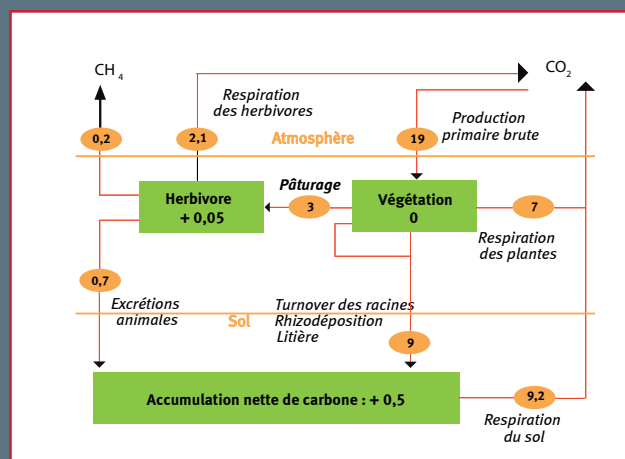 CH4
CO2
Respiration
des herbivores
Production
primaire brute
0,2
2,1
19
Atmosphère
Herbivore
+ 0,05
Pâturage
3
Végétation
0
7
Respiration
des plantes
0,7
Excrétions
animales
Turnover des racines
Rhizodéposition
Litière
Sol
9
Accumulation nette de carbone : + 0,5
9,2
Respiration
du sol